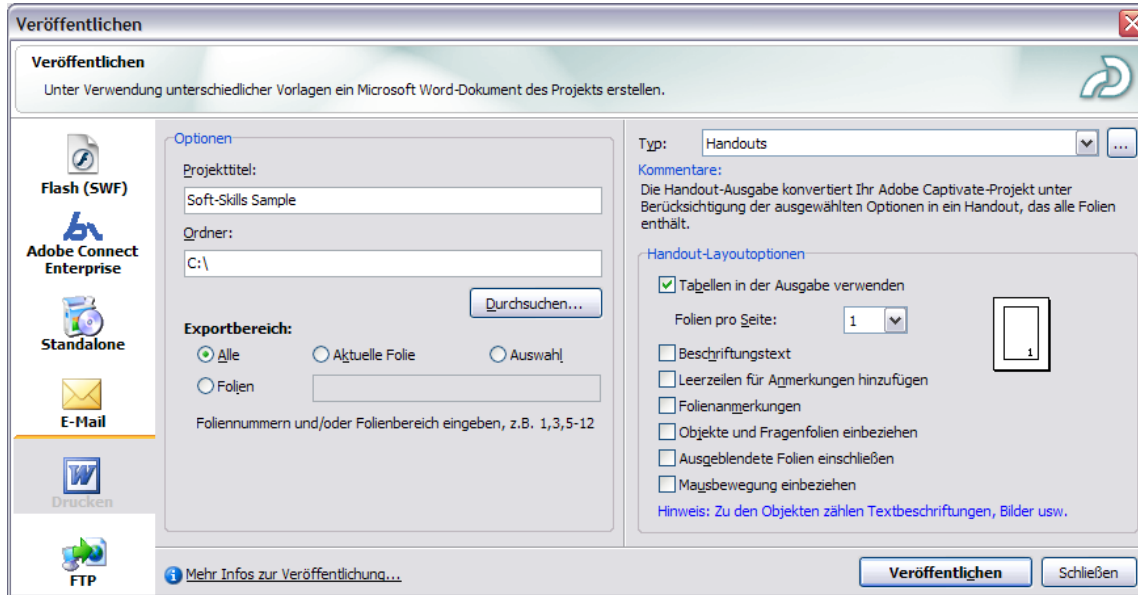 Veröffentlichen
Veröffentlichen
Unter Verwendung unterschiedlicher Vorlagen ein Microsoft Word-Dokument des Projekts erstellen.
Flash (SWF)
Adobe Connect
Enterprise
Standalone
E-Mail
Drucken
FTP
Optionen
Projekttitel:
Soft-Skills Sample
Ordner:
C:\
Durchsuchen...
Exportbereich:
Alle
Aktuelle Folie
Auswahl
Folien
Foliennummern und/oder Folienbereich eingeben, z.B. 1,3,5-12
Typ:
Handouts
...
Kommentare:
Die Handout-Ausgabe konvertiert Ihr Adobe Captivate-Projekt unter
Berücksichtigung der ausgewählten Optionen in ein Handout, das alle Folien
enthält.
Handout-Layoutoptionen
Tabellen in der Ausgabe verwenden
Folien pro Seite:
1
1
Beschriftungstext
Leerzeilen für Anmerkungen hinzufügen
Folienanmerkungen
Objekte und Fragenfolien einbeziehen
Ausgeblendete Folien einschließen
Mausbewegung einbeziehen
Hinweis: Zu den Objekten zählen Textbeschriftungen, Bilder usw.
Mehr Infos zur Veröffentlichung...
Veröffentlichen
Schließen